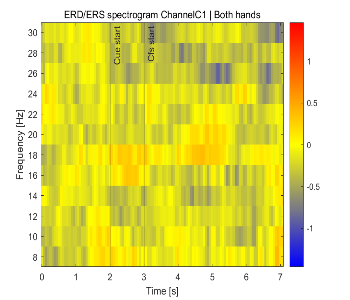 ERD/ERS spectrogram ChannelC1 | Both hands
Frequency [Hz]
30
28
26
24
22
20
18
16
14
12
10
8
Cue start
Cfs start
0 1 2 3 4 5 6 7
Time [s]
1
0.5
0
-0.5
-1